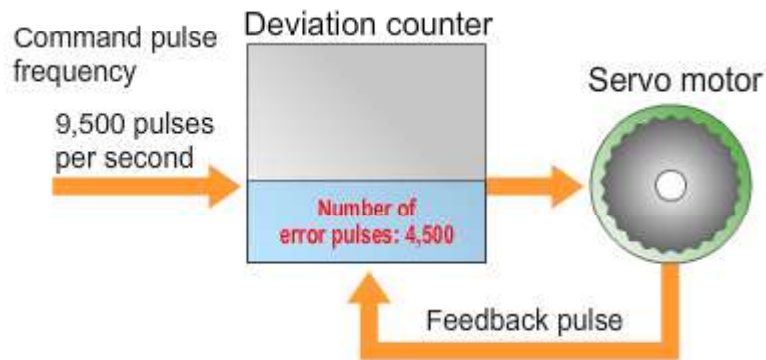 Command pulse
frequency
9,500 pulses
per second
Deviation counter
Number of
error pulses: 4,500
Servo motor
Feedback pulse